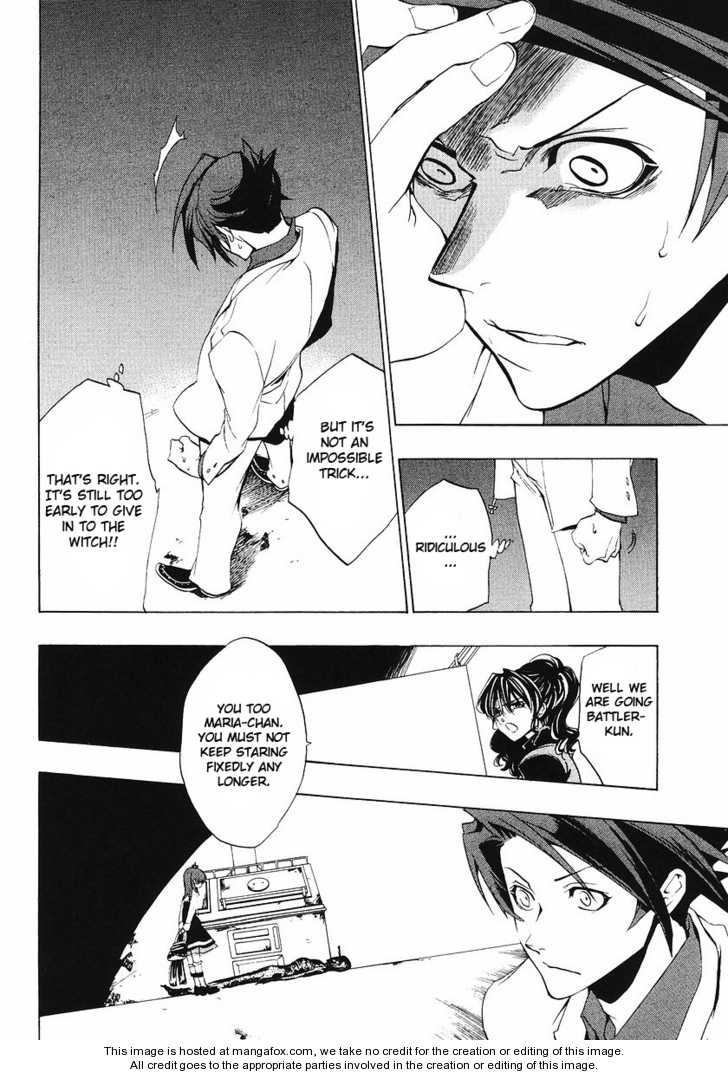 ...
RIDICULOUS
...
BUT IT'S
NOT AN
IMPOSSIBLE
TRICK...
THAT'S RIGHT.
IT'S STILL TOO
EARLY TO GIVE
IN TO THE
WITCH!!
WELL WE
ARE GOING
BATTLER-
KUN.
YOU TOO
MARIA-CHAN.
YOU MUST NOT
KEEP STARING
FIXEDLY ANY
LONGER.
This image is hosted at mangafox.com, we take no credit for the creation or editing of this image.
All credit goes to the appropriate parties involved in the creation or editing of this image.